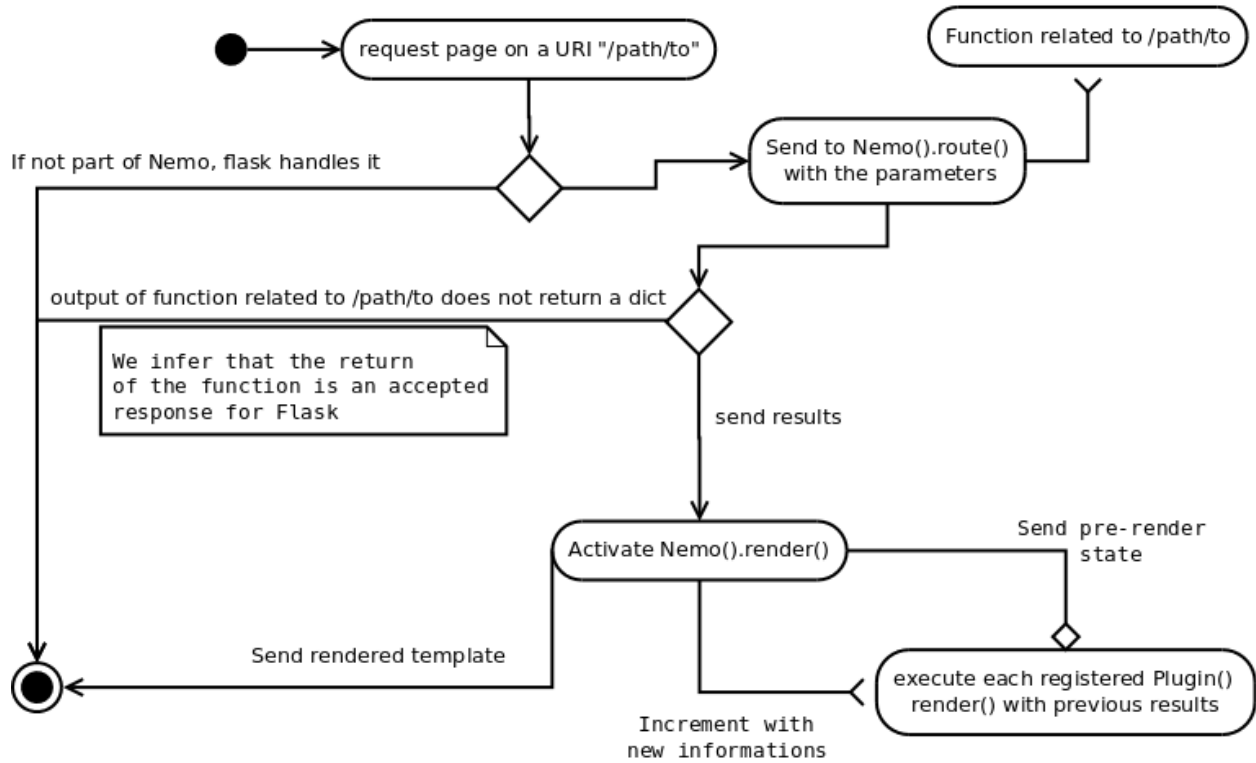 request page on a URI "/path/to"
Function related to /path/to
If not part of Nemo, flask handles it
Send to Nemo().route()
with the parameters
output of function related to /path/to does not return a dict
We infer that the return
of the function is an accepted
response for Flask
send results
Activate Nemo().render()
Send pre-render
state
Send rendered template
execute each registered Plugin()
render() with previous results
Increment with
new informations